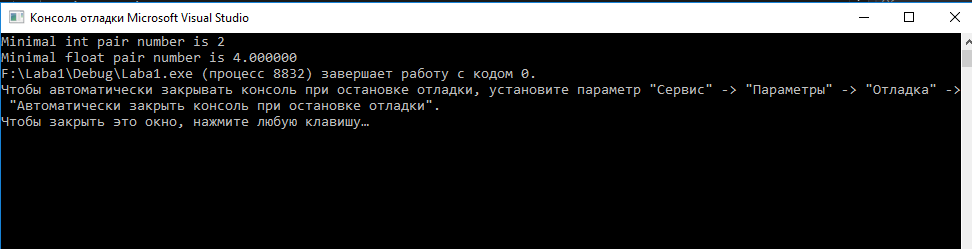 Консоль отладки Microsoft Visual Studio
Minimal int pair number is 2
Minimal float pair number is 4.000000
F:\Laba1\Debug\Laba1.exe (процесс 8832) завершает работу с кодом 0.
Чтобы автоматически закрывать консоль при остановке отладки, установите параметр "Сервис" -> "Параметры" -> "Отладка" ->
"Автоматически закрыть консоль при остановке отладки".
Чтобы закрыть это окно, нажмите любую клавишу…